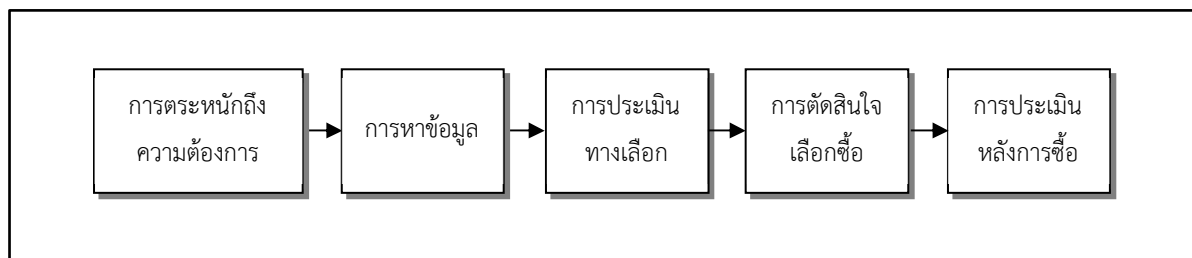 การตระหนักถึง
ความต้องการ
การหาข้อมูล
การประเมิน
ทางเลือก
การตัดสินใจ
เลือกซื้อ
การประเมิน
หลังการซื้อ